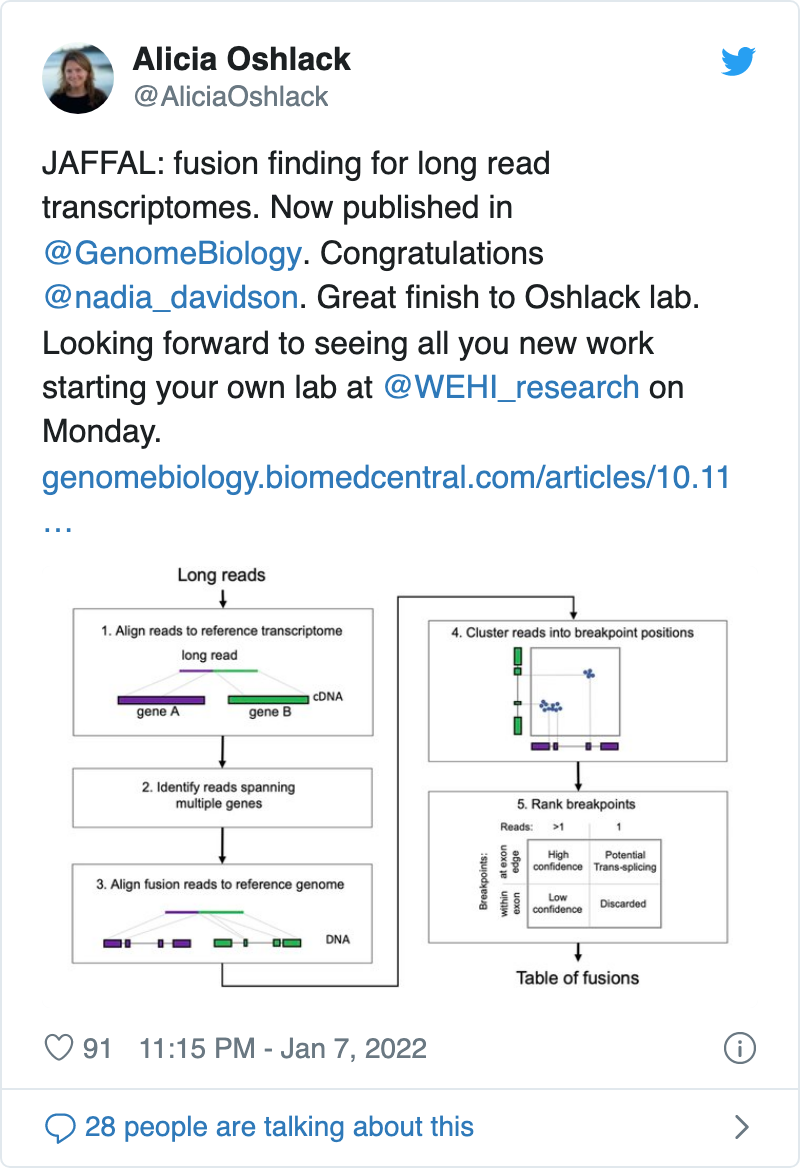 Alicia Oshlack
@AliciaOshlack
JAFFAL: fusion finding for long read
transcriptomes. Now published in
@GenomeBiology. Congratulations
@nadia_davidson. Great finish to Oshlack lab.
Looking forward to seeing all you new work
starting your own lab at @WEHI_research on
Monday.
genomebiology.biomedcentral.com/articles/10.11
…
Long reads
1. Align reads to reference transcriptome
long read
cDNA
gene A
gene B
2. Identify reads spanning
multiple genes
3. Align fusion reads to reference genome
DNA
4. Cluster reads into breakpoint positions
5. Rank breakpoints
Reads: >1 1
Breakpoints:
at exon
edge
High
confidence
Potential
Trans-splicing
within
exon
Low
confidence
Discarded
Table of fusions
91 11:15 PM - Jan 7, 2022
28 people are talking about this